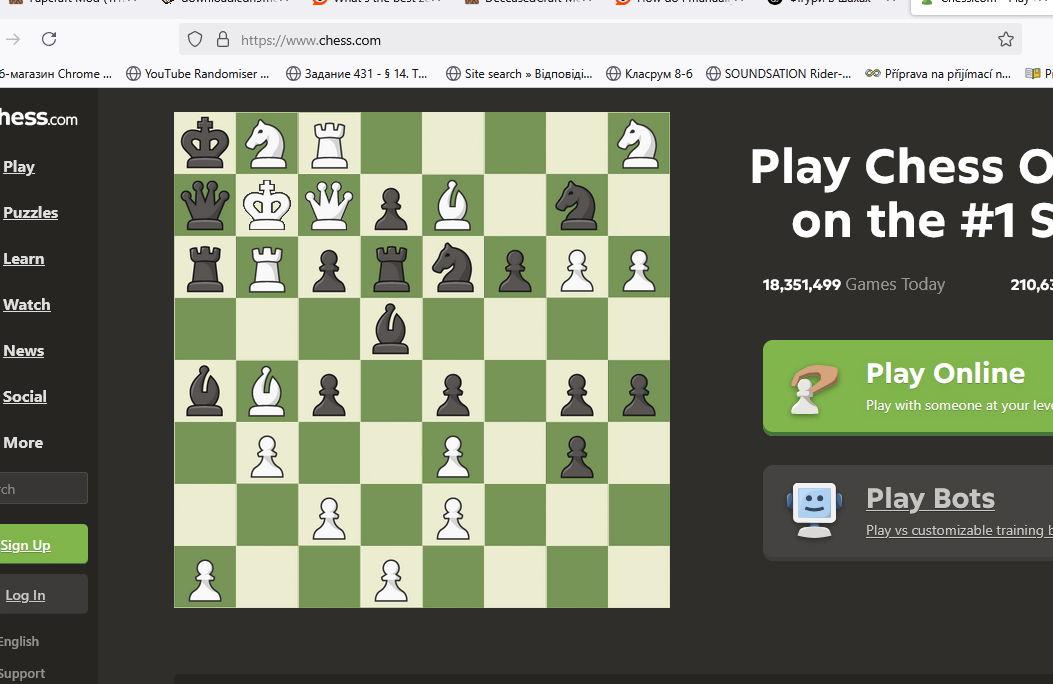 https://www.chess.com
б-магазин Chrome ... YouTube Randomiser ... Задание 431 - § 14. Т... Site search » Відповіді... Класрум 8-б SOUNDSATION Rider-... Příprava na přijímací n...
hess.com
Play
Puzzles
Learn
Watch
News
Social
More
rch
Sign Up
Log In
English
Support
Play Chess O
on the #1 S
18,351,499 Games Today 210,63
Play Online
Play with someone at your leve
Play Bots
Play vs customizable training b